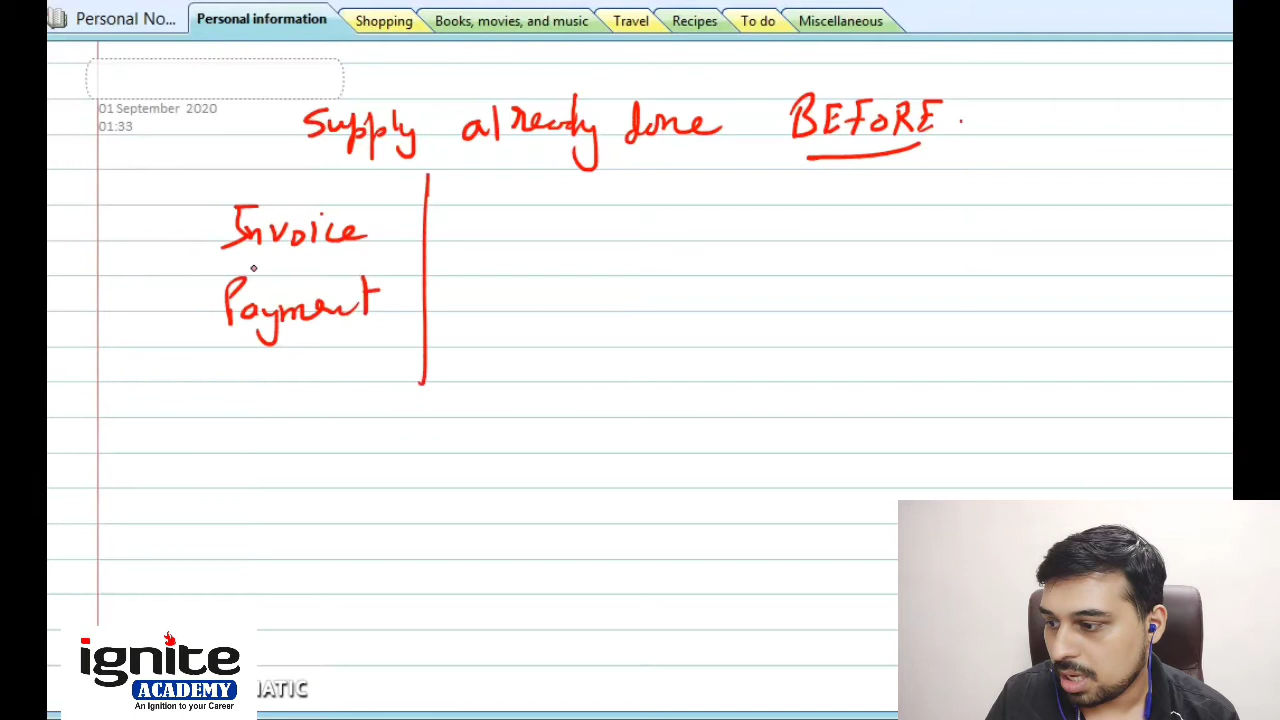 Personal No... Personal information Shopping Books, movies, and music Travel Recipes To do Miscellaneous
01 September 2020
01:33
Supply already done BEFORE.
Invoice
Payment
ignite
ACADEMY
An Ignition to your Career